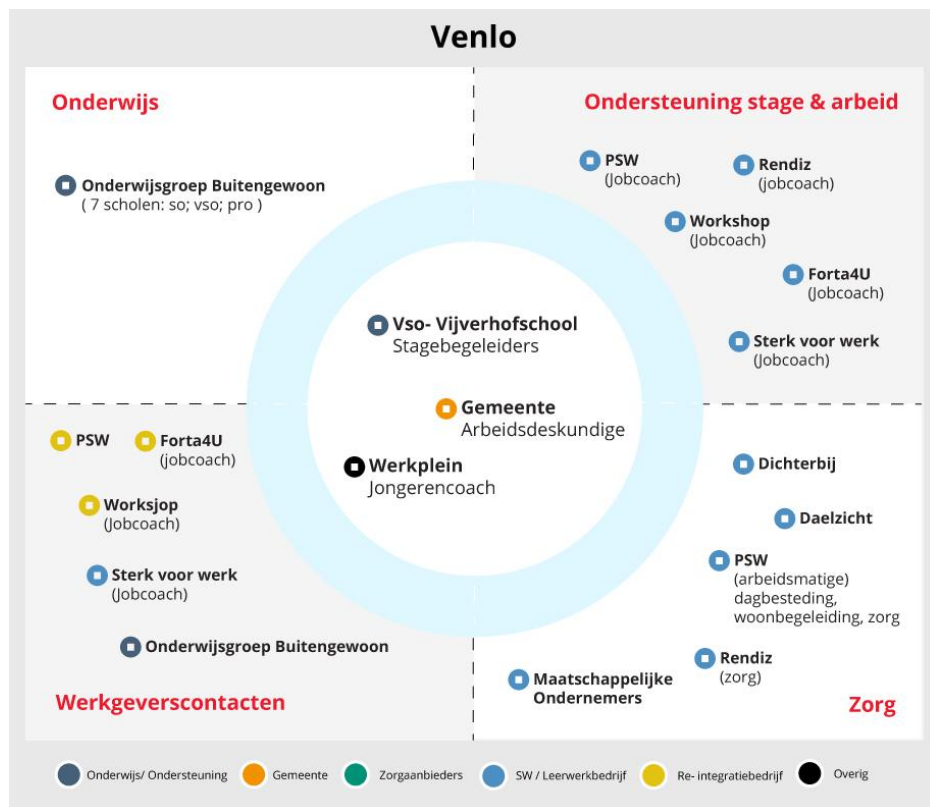 Venlo
Onderwijs
Onderwijsgroep Buitengewoon
( 7 scholen: so; vso; pro )
Ondersteuning stage & arbeid
PSW
(Jobcoach)
Rendiz
(jobcoach)
Workshop
(Jobcoach)
Forta4U
(Jobcoach)
Sterk voor werk
(Jobcoach)
Vso- Vijverhofschool
Stagebegeleiders
Gemeente
Arbeidsdeskundige
Werkplein
Jongerencoach
PSW
Forta4U
(jobcoach)
Worksjop
(Jobcoach)
Sterk voor werk
(Jobcoach)
Onderwijsgroep Buitengewoon
Werkgeverscontacten
Dichterbij
Daelzicht
PSW
(arbeidsmatige)
dagbesteding,
woonbegeleiding, zorg
Rendiz
(zorg)
Maatschappelijke
Ondernemers
Zorg
Onderwijs/ Ondersteuning
Gemeente
Zorgaanbieders
SW / Leerwerkbedrijf
Re- integratiebedrijf
Overig